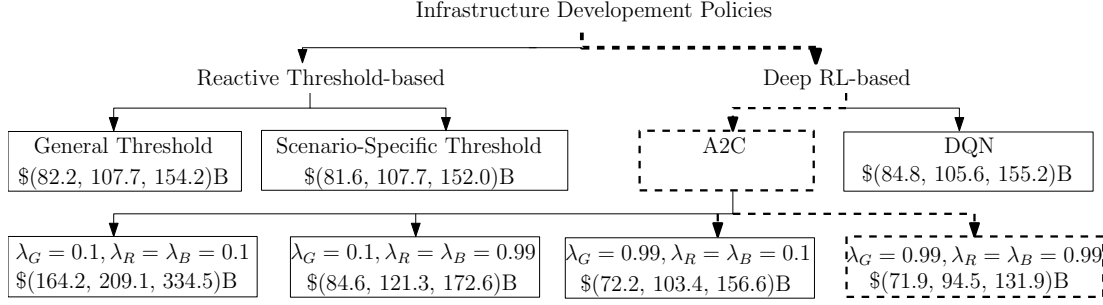 Infrastructure Developement Policies
Reactive Threshold-based
Deep RL-based
General Threshold
$(82.2, 107.7, 154.2)B
Scenario-Specific Threshold
$(81.6, 107.7, 152.0)B
A2C
DQN
$(84.8, 105.6, 155.2)B
λ_G = 0.1, λ_R = λ_B = 0.1
$(164.2, 209.1, 334.5)B
λ_G = 0.1, λ_R = λ_B = 0.99
$(84.6, 121.3, 172.6)B
λ_G = 0.99, λ_R = λ_B = 0.1
$(72.2, 103.4, 156.6)B
λ_G = 0.99, λ_R = λ_B = 0.99
$(71.9, 94.5, 131.9)B